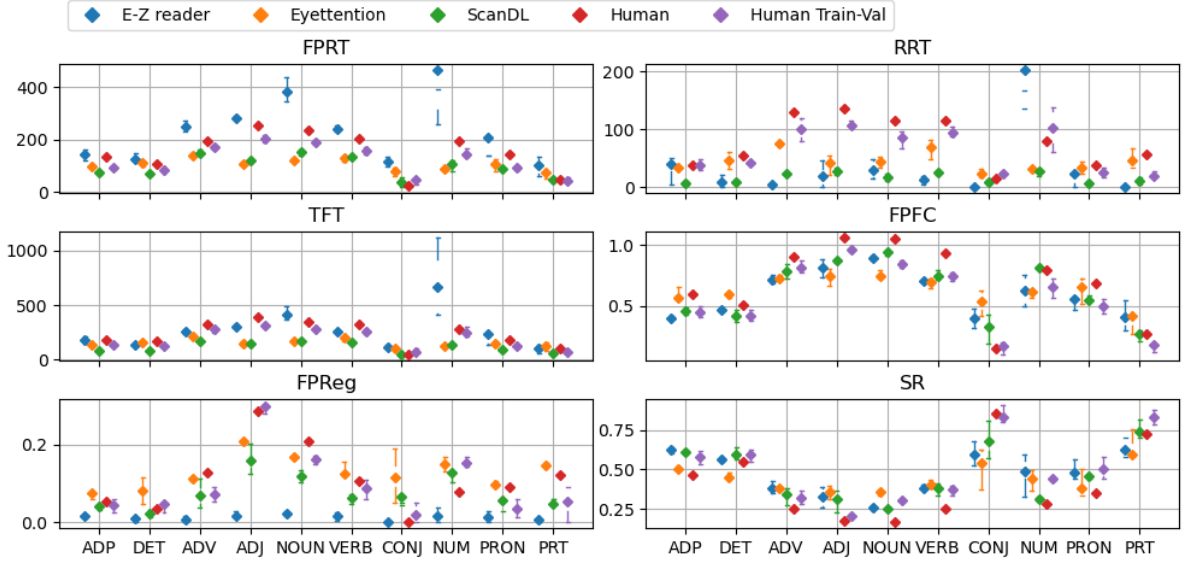 E-Z reader Eyettention ScanDL Human Human Train-Val
FPRT RRT
400
200
0
200
100
0
TFT FPFC
1000
500
0
1.0
0.5
FPReg SR
0.2
0.0
0.75
0.50
0.25
ADP DET ADV ADJ NOUN VERB CONJ NUM PRON PRT
ADP DET ADV ADJ NOUN VERB CONJ NUM PRON PRT